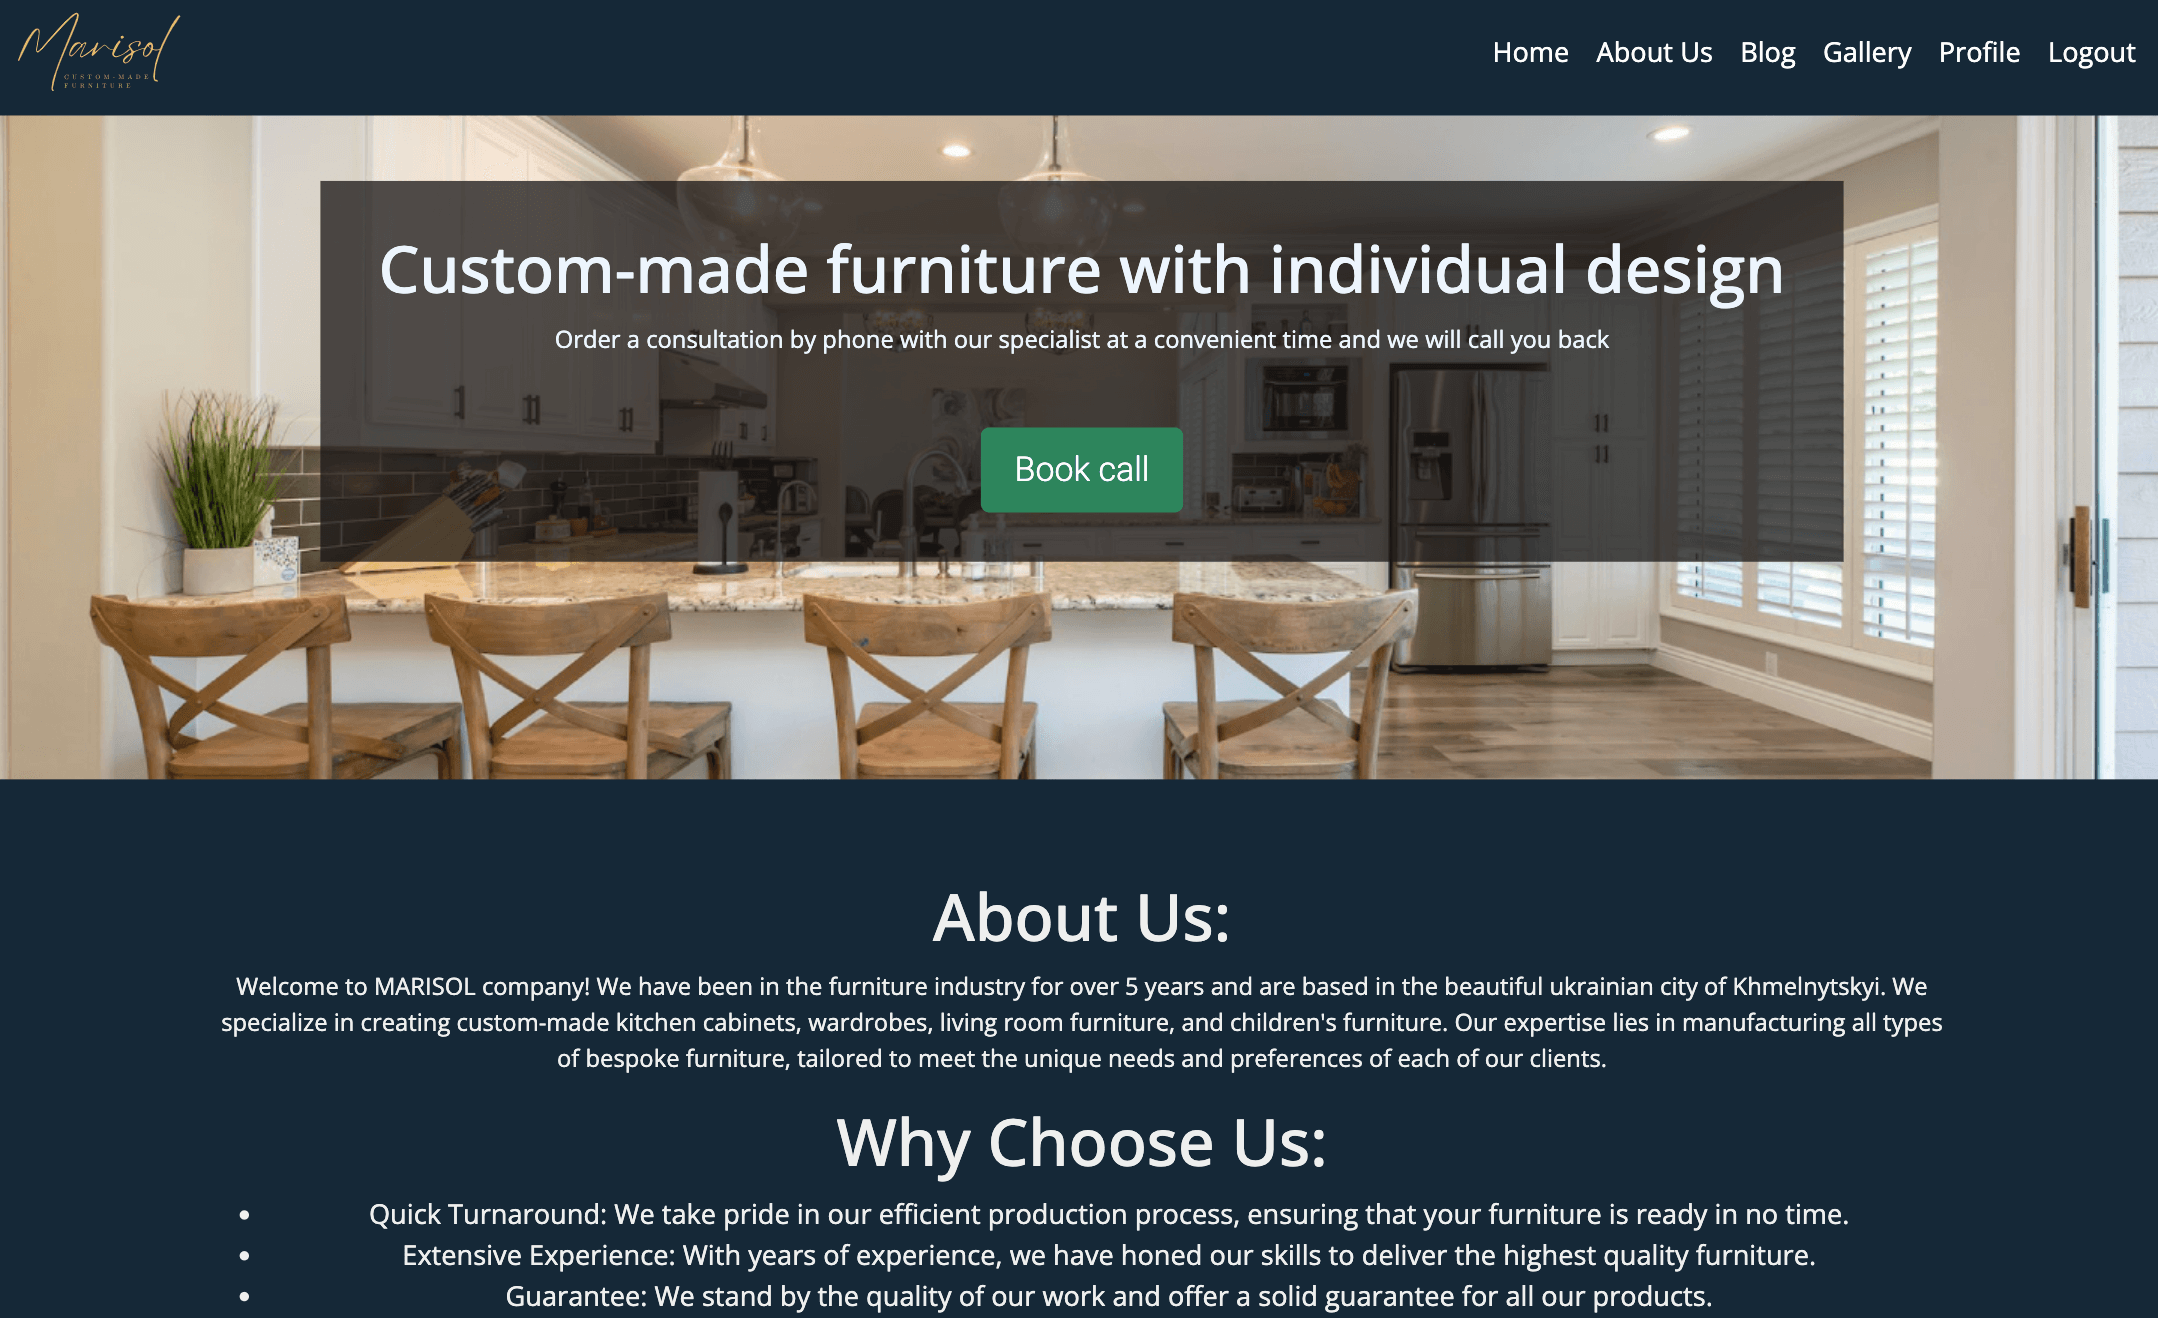 Marisol
CUSTOM-MADE
FURNITURE
Home About Us Blog Gallery Profile Logout
Custom-made furniture with individual design
Order a consultation by phone with our specialist at a convenient time and we will call you back
Book call
About Us:
Welcome to MARISOL company! We have been in the furniture industry for over 5 years and are based in the beautiful ukrainian city of Khmelnytskyi. We
specialize in creating custom-made kitchen cabinets, wardrobes, living room furniture, and children's furniture. Our expertise lies in manufacturing all types
of bespoke furniture, tailored to meet the unique needs and preferences of each of our clients.
Why Choose Us:
• Quick Turnaround: We take pride in our efficient production process, ensuring that your furniture is ready in no time.
• Extensive Experience: With years of experience, we have honed our skills to deliver the highest quality furniture.
• Guarantee: We stand by the quality of our work and offer a solid guarantee for all our products.